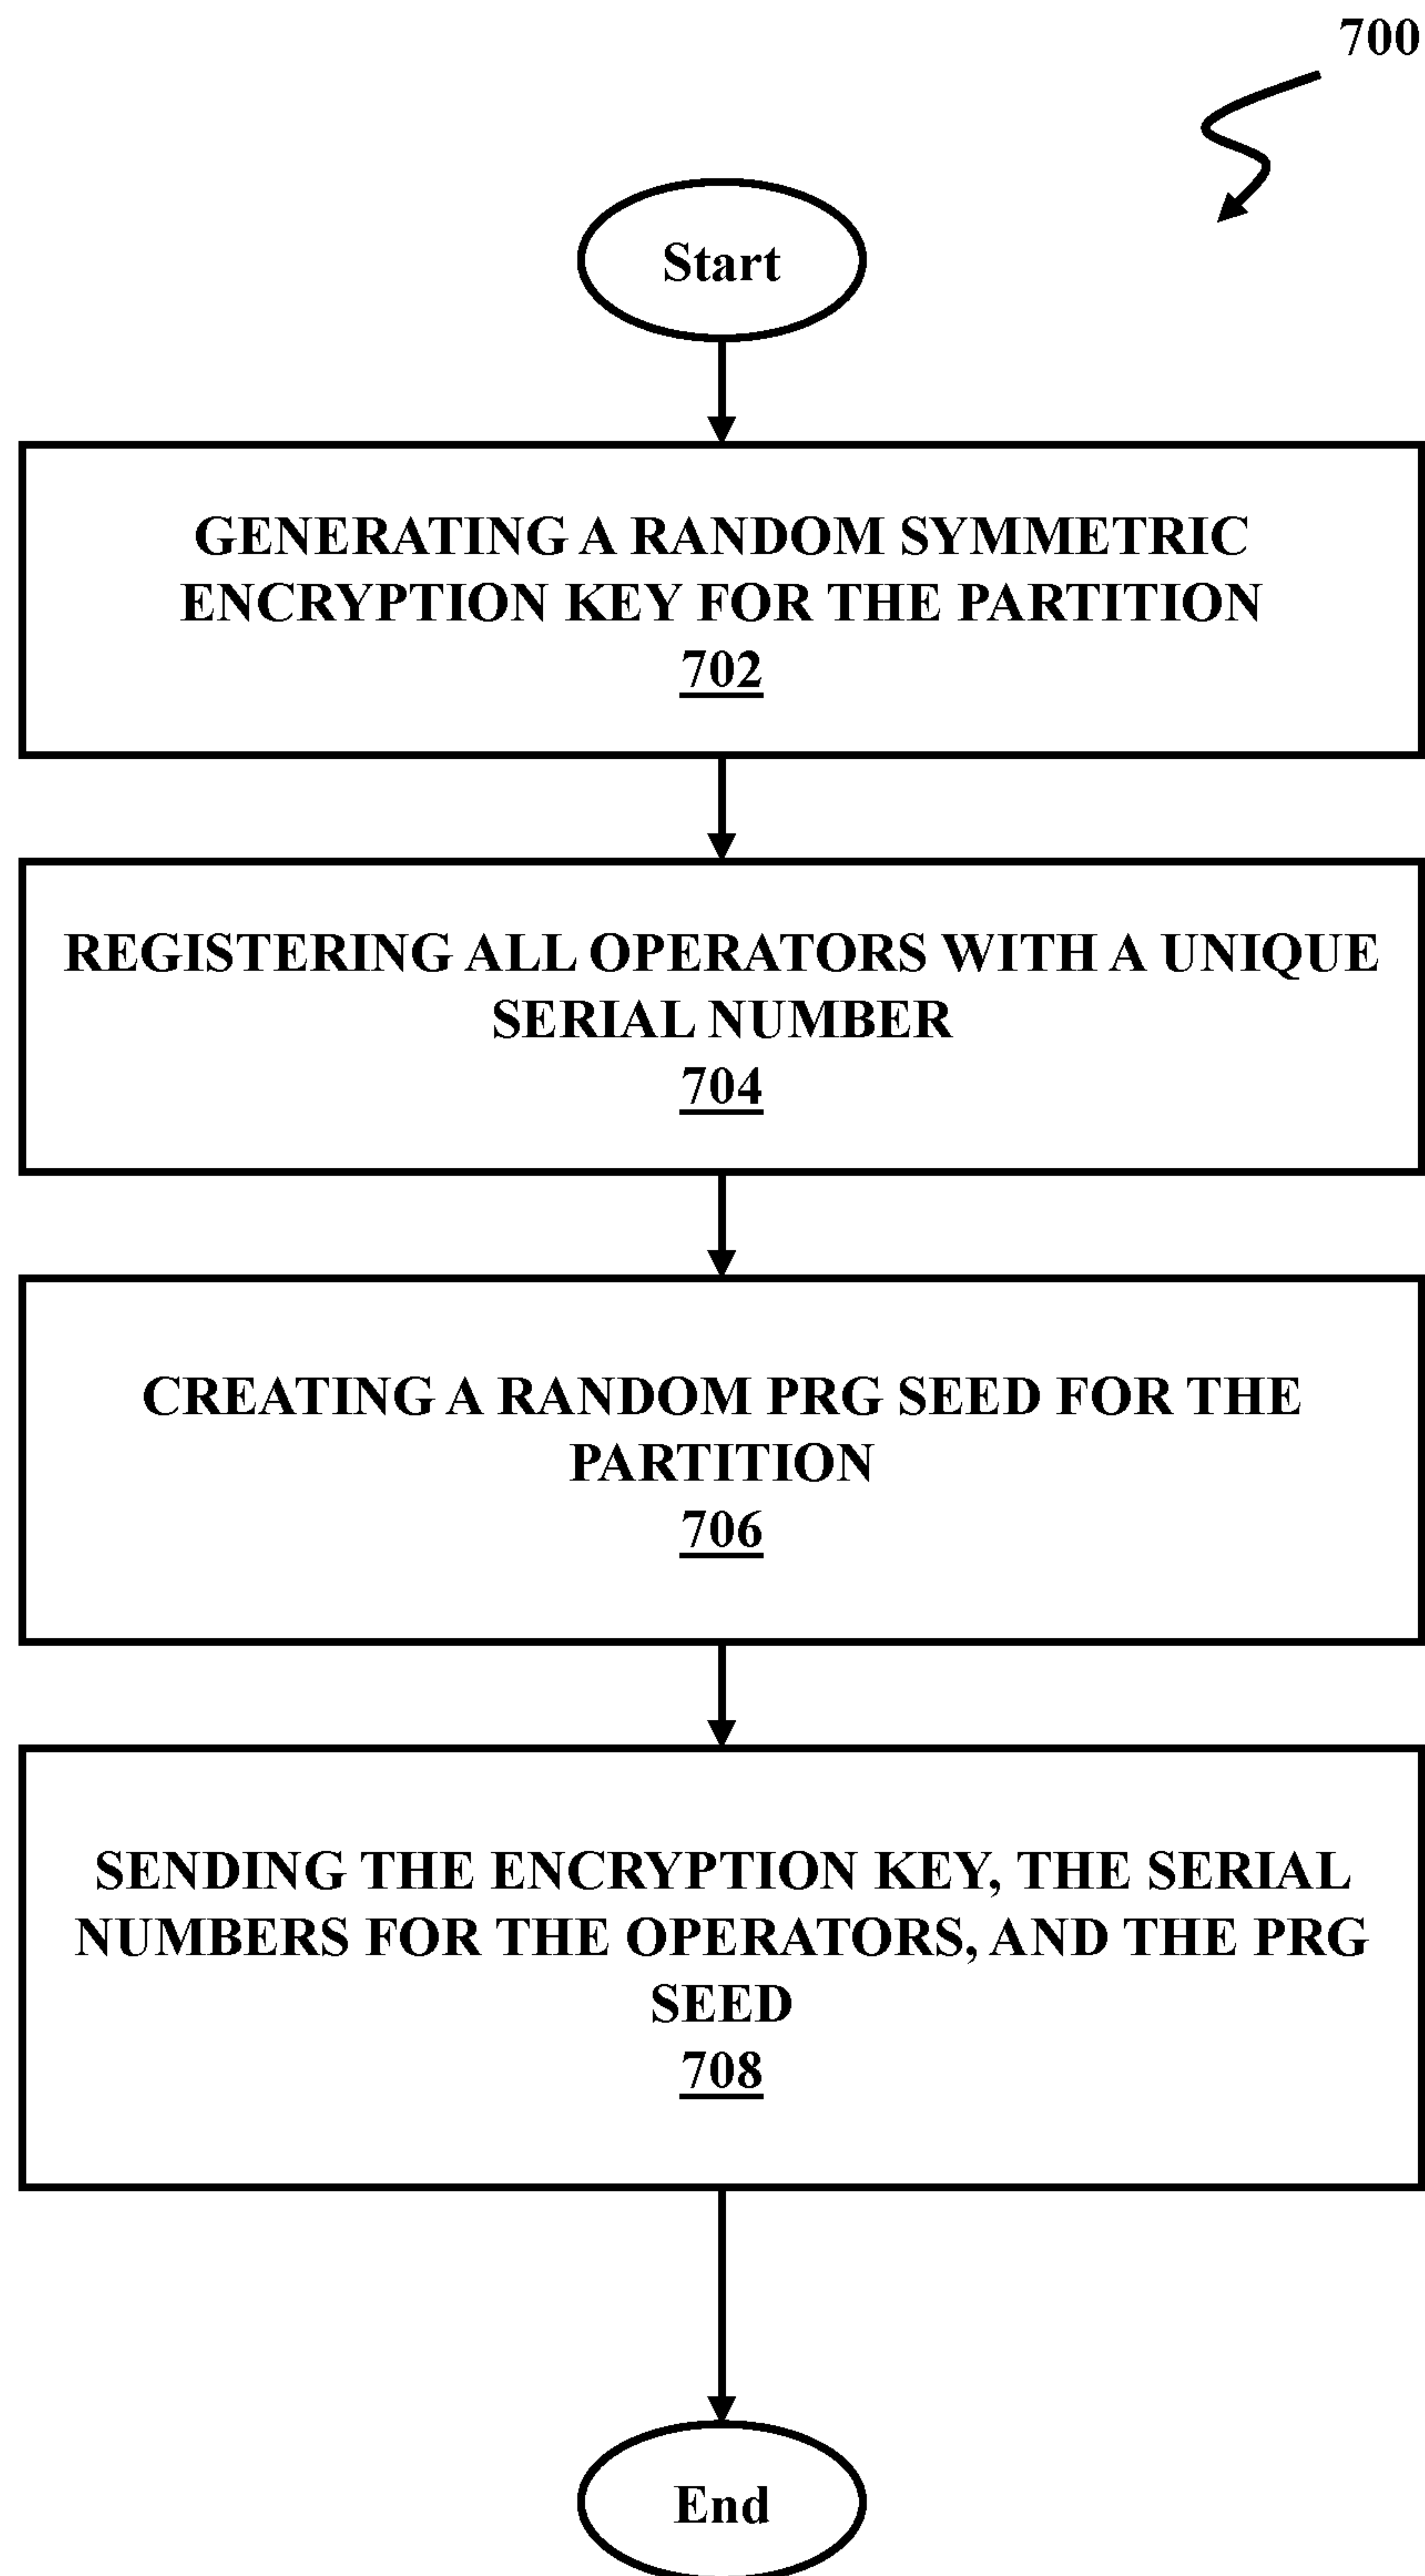 700
Start
GENERATING A RANDOM SYMMETRIC
ENCRYPTION KEY FOR THE PARTITION
702
REGISTERING ALL OPERATORS WITH A UNIQUE
SERIAL NUMBER
704
CREATING A RANDOM PRG SEED FOR THE
PARTITION
706
SENDING THE ENCRYPTION KEY, THE SERIAL
NUMBERS FOR THE OPERATORS, AND THE PRG
SEED
708
End